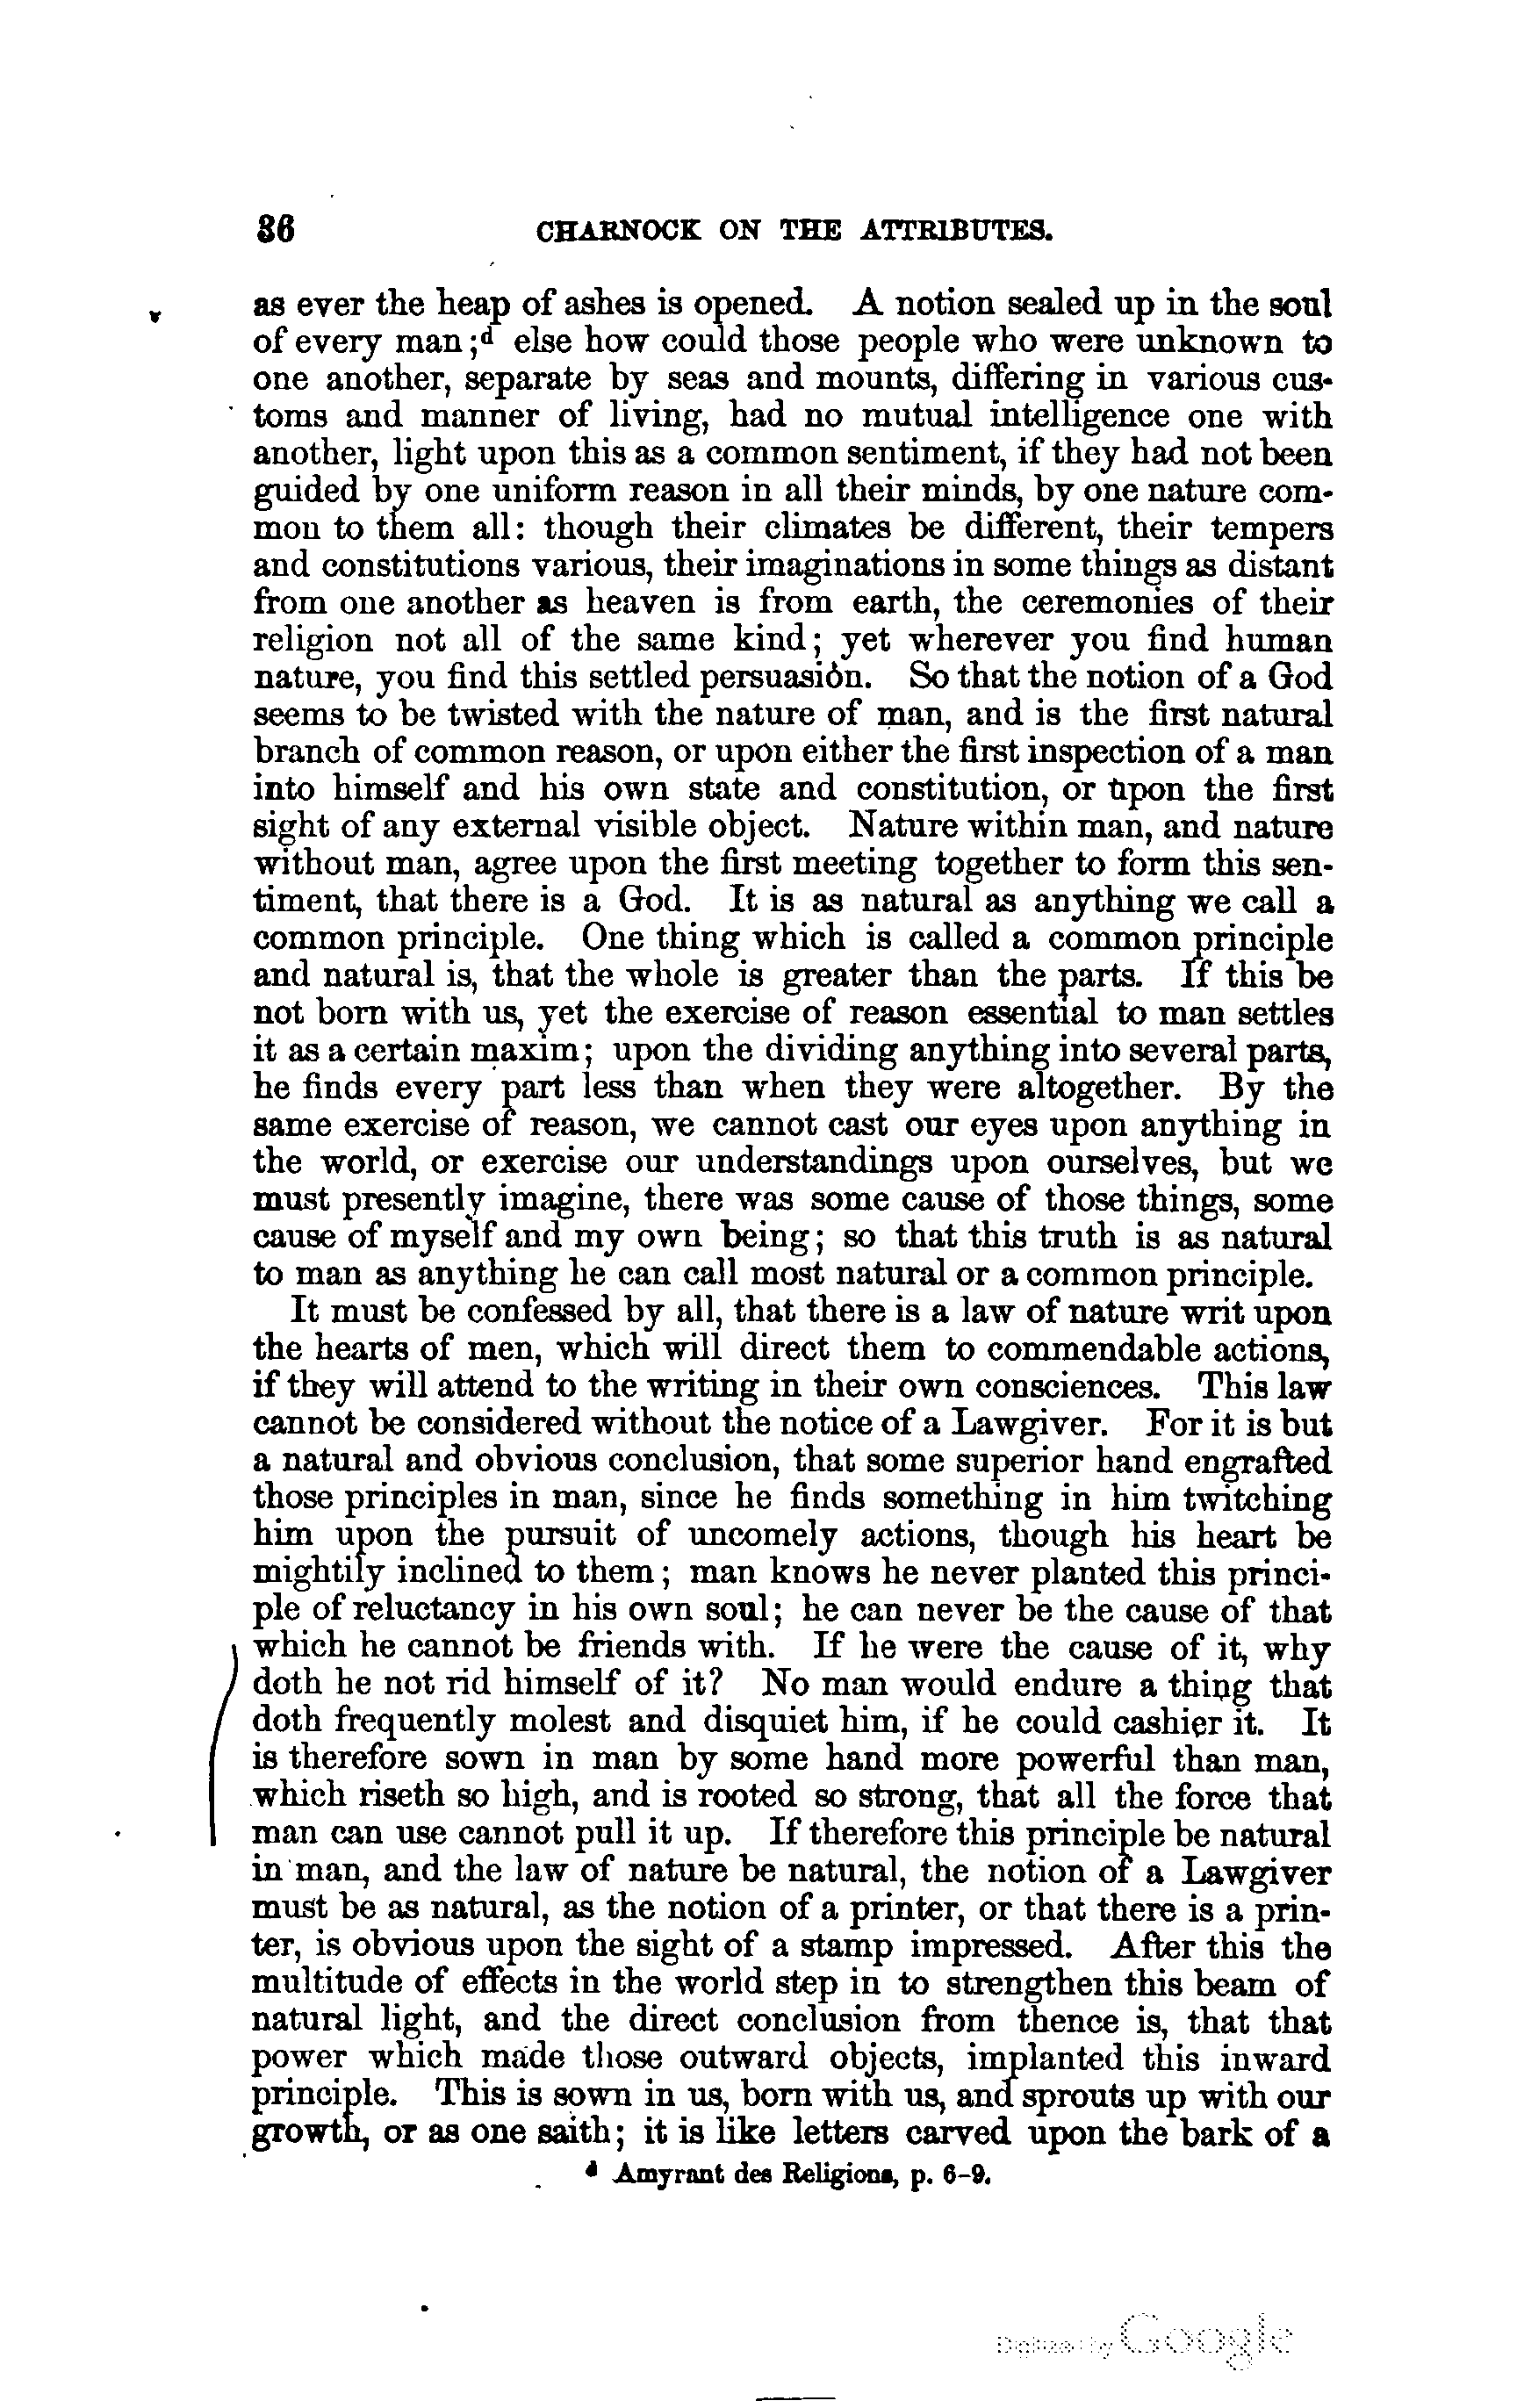 36 CHARNOCK ON THE ATTRIBUTES.
as ever the heap of ashes is opened. A notion sealed up in the soul
of every man;d else how could those people who were unknown to
one another, separate by seas and mounts, differing in various cus-
toms and manner of living, had no mutual intelligence one with
another, light upon this as a common sentiment, if they had not been
guided by one uniform reason in all their minds, by one nature com-
mon to them all: though their climates be different, their tempers
and constitutions various, their imaginations in some things as distant
from one another as heaven is from earth, the ceremonies of their
religion not all of the same kind; yet wherever you find human
nature, you find this settled persuasion. So that the notion of a God
seems to be twisted with the nature of man, and is the first natural
branch of common reason, or upon either the first inspection of a man
into himself and his own state and constitution, or upon the first
sight of any external visible object. Nature within man, and nature
without man, agree upon the first meeting together to form this sen-
timent, that there is a God. It is as natural as anything we call a
common principle. One thing which is called a common principle
and natural is, that the whole is greater than the parts. If this be
not born with us, yet the exercise of reason essential to man settles
it as a certain maxim; upon the dividing anything into several parts,
he finds every part less than when they were altogether. By the
same exercise of reason, we cannot cast our eyes upon anything in
the world, or exercise our understandings upon ourselves, but we
must presently imagine, there was some cause of those things, some
cause of myself and my own being; so that this truth is as natural
to man as anything he can call most natural or a common principle.
It must be confessed by all, that there is a law of nature writ upon
the hearts of men, which will direct them to commendable actions,
if they will attend to the writing in their own consciences. This law
cannot be considered without the notice of a Lawgiver. For it is but
a natural and obvious conclusion, that some superior hand engrafted
those principles in man, since he finds something in him twitching
him upon the pursuit of uncomely actions, though his heart be
mightily inclined to them; man knows he never planted this princi-
ple of reluctancy in his own soul; he can never be the cause of that
which he cannot be friends with. If he were the cause of it, why
doth he not rid himself of it? No man would endure a thing that
doth frequently molest and disquiet him, if he could cashier it. It
is therefore sown in man by some hand more powerful than man,
which riseth so high, and is rooted so strong, that all the force that
man can use cannot pull it up. If therefore this principle be natural
in man, and the law of nature be natural, the notion of a Lawgiver
must be as natural, as the notion of a printer, or that there is a prin-
ter, is obvious upon the sight of a stamp impressed. After this the
multitude of effects in the world step in to strengthen this beam of
natural light, and the direct conclusion from thence is, that that
power which made those outward objects, implanted this inward
principle. This is sown in us, born with us, and sprouts up with our
growth, or as one saith; it is like letters carved upon the bark of a
d Amyrant des Religions, p. 6-9.
Digitized by Google